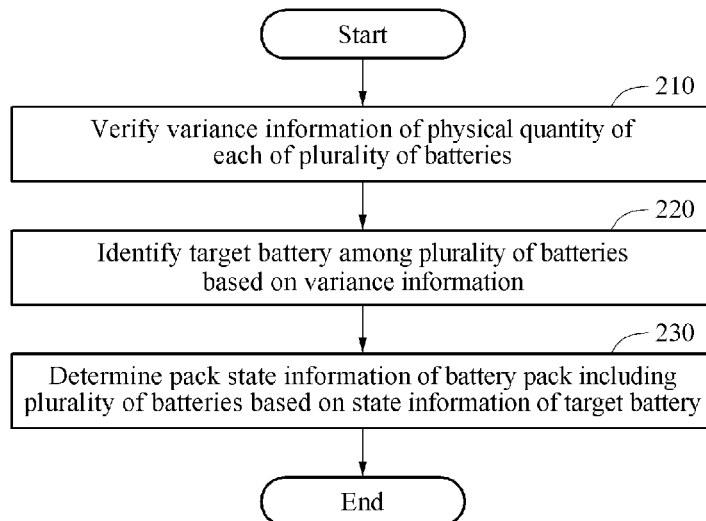 Start
210
Verify variance information of physical quantity of
each of plurality of batteries
220
Identify target battery among plurality of batteries
based on variance information
230
Determine pack state information of battery pack including
plurality of batteries based on state information of target battery
End